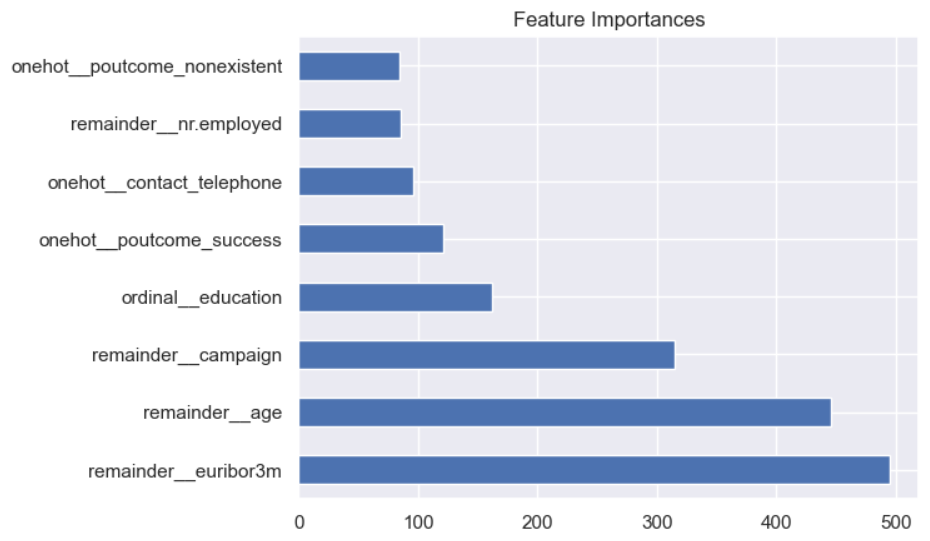 Feature Importances
onehot__poutcome_nonexistent
remainder__nr.employed
onehot__contact_telephone
onehot__poutcome_success
ordinal__education
remainder__campaign
remainder__age
remainder__euribor3m
0 100 200 300 400 500